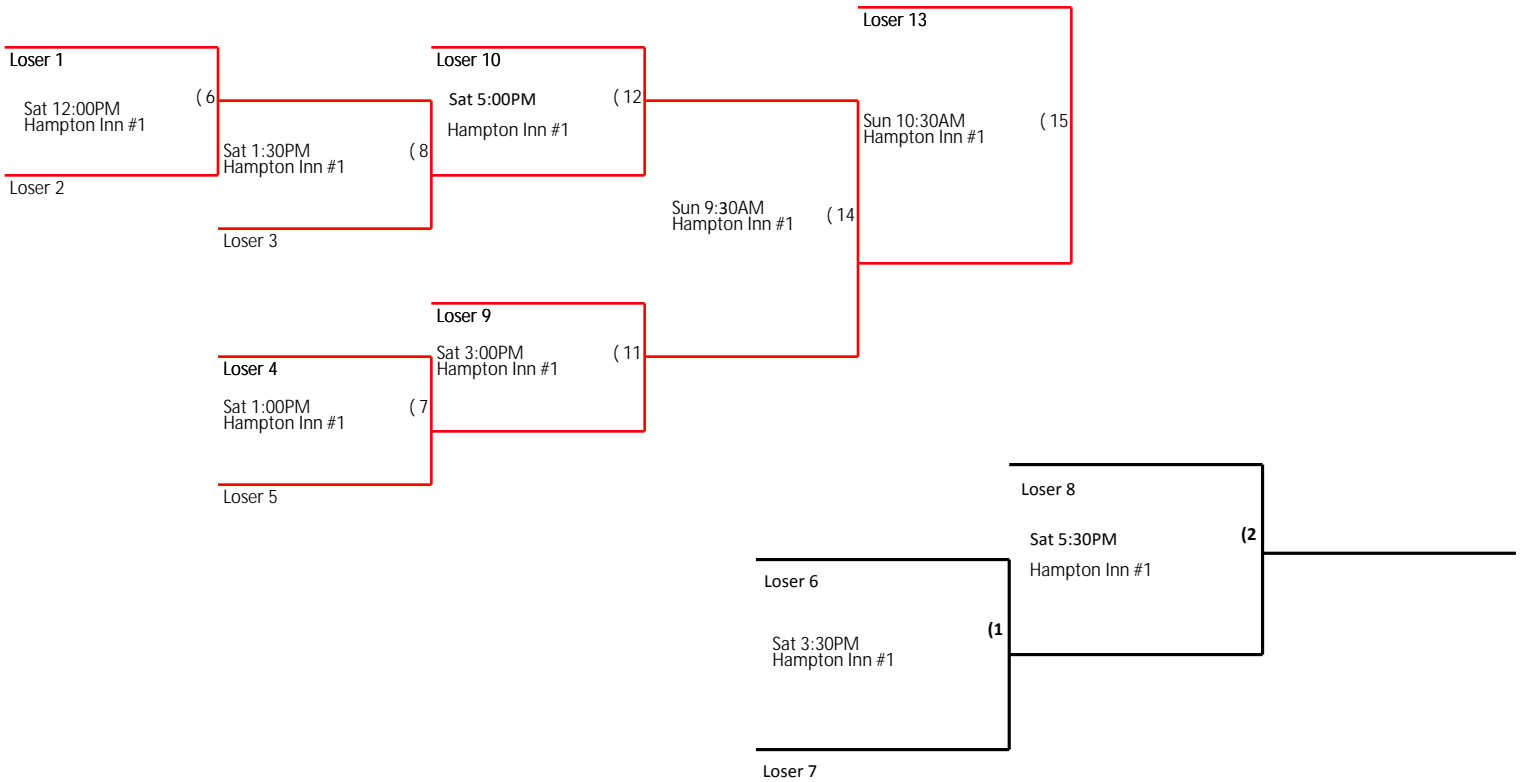 Loser 13
Loser 1
Loser 10
Sat 12:00PM
Hampton Inn #1
( 6
Sat 5:00PM
Hampton Inn #1
( 12
Sun 10:30AM
Hampton Inn #1
( 15
Sat 1:30PM
Hampton Inn #1
( 8
Loser 2
Sun 9:30AM
Hampton Inn #1
( 14
Loser 3
Loser 9
Sat 3:00PM
Hampton Inn #1
( 11
Loser 4
Sat 1:00PM
Hampton Inn #1
( 7
Loser 5
Loser 8
Sat 5:30PM
Hampton Inn #1
(2
Loser 6
Sat 3:30PM
Hampton Inn #1
(1
Loser 7